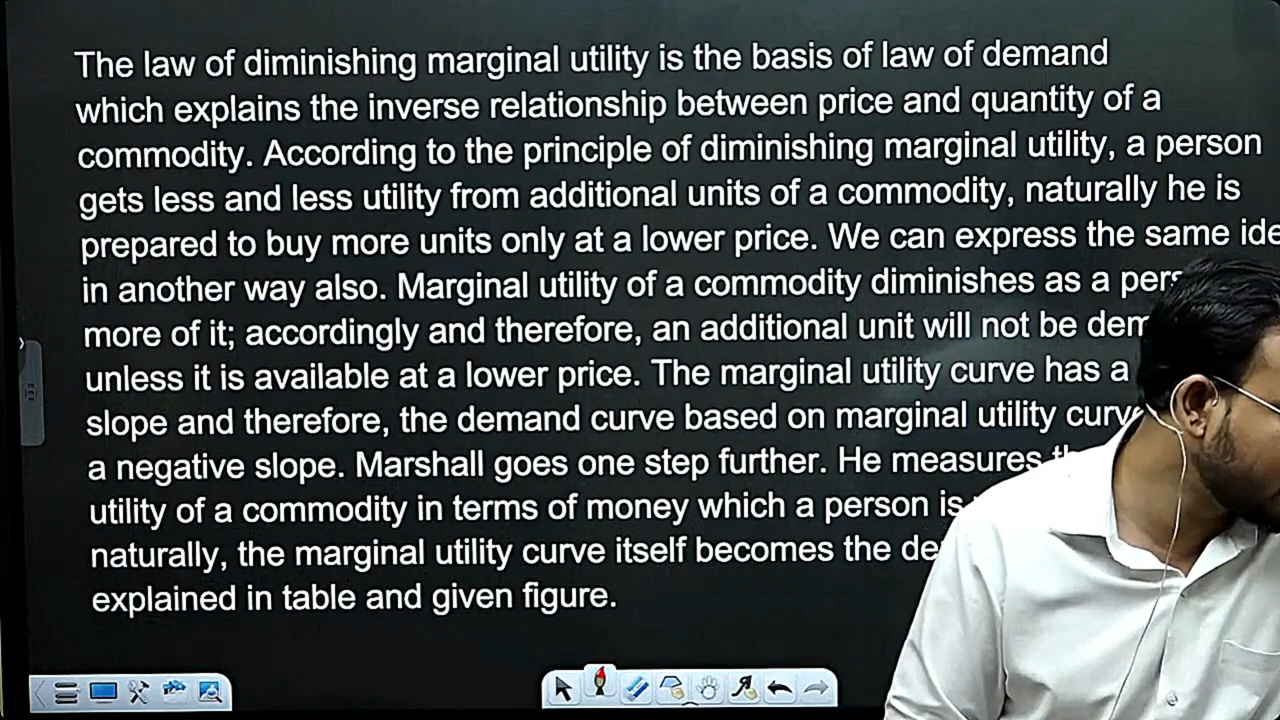 The law of diminishing marginal utility is the basis of law of demand
which explains the inverse relationship between price and quantity of a
commodity. According to the principle of diminishing marginal utility, a person
gets less and less utility from additional units of a commodity, naturally he is
prepared to buy more units only at a lower price. We can express the same
in another way also. Marginal utility of a commodity diminishes as a
more of it; accordingly and therefore, an additional unit will not be
unless it is available at a lower price. The marginal utility curve has a
slope and therefore, the demand curve based on marginal utility
a negative slope. Marshall goes one step further. He measures
utility of a commodity in terms of money which a person is
naturally, the marginal utility curve itself becomes the
explained in table and given figure.